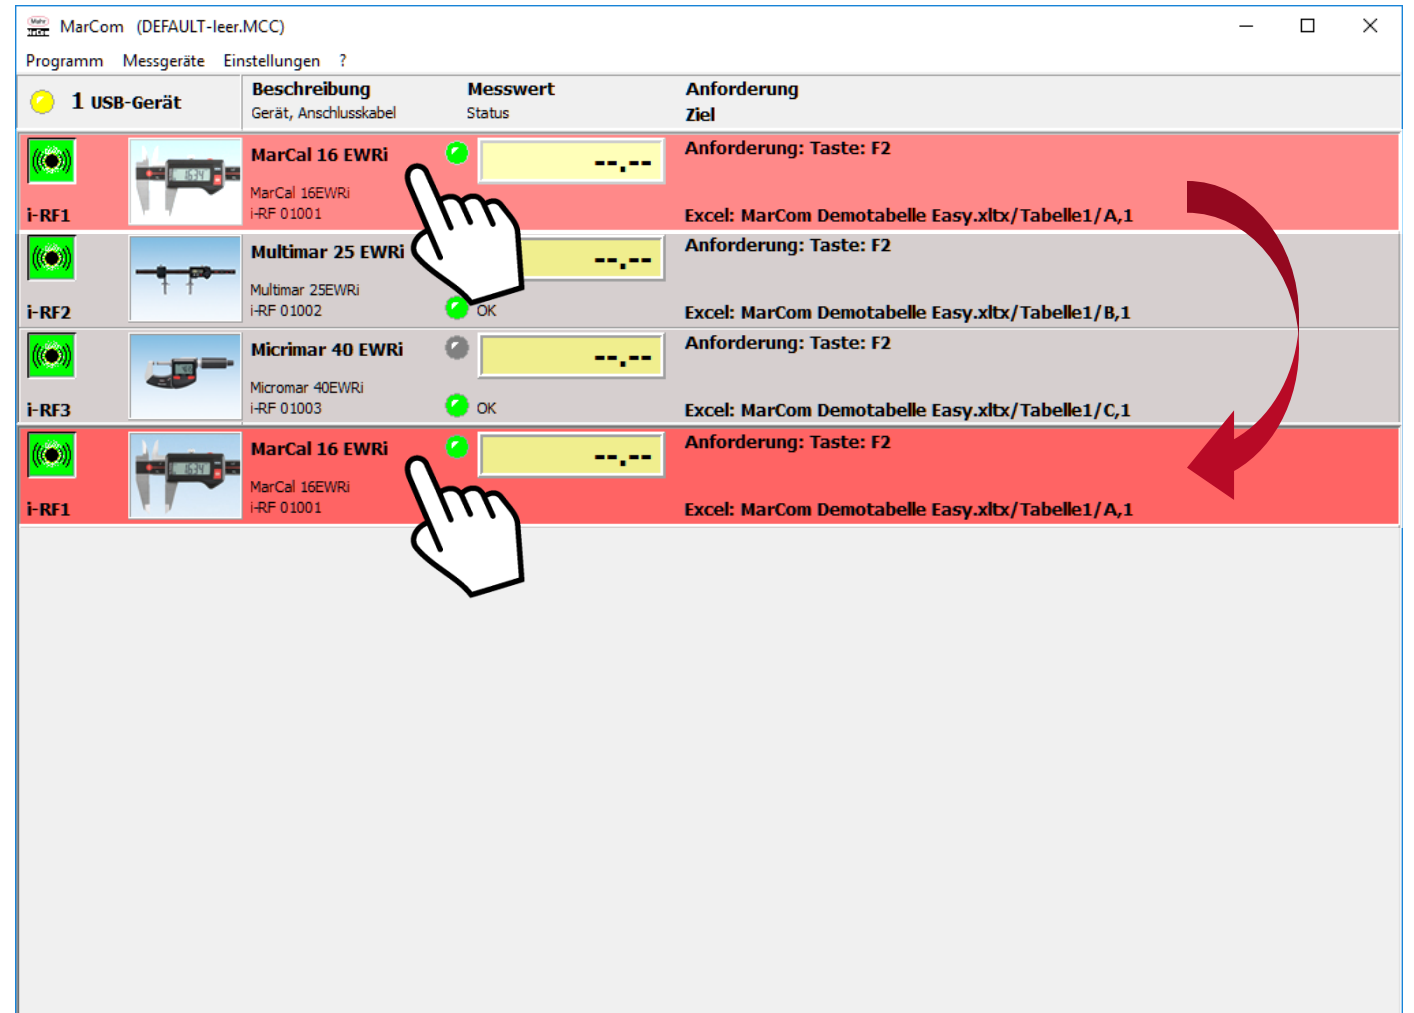 MarCom (DEFAULT-leer.MCC)
Programm Messgeräte Einstellungen ?
1 USB-Gerät
Beschreibung Messwert Anforderung
Gerät, Anschlusskabel Status Ziel
MarCal 16 EWRi --.-- Anforderung: Taste: F2
MarCal 16EWRi
i-RF1 i-RF 01001 Excel: MarCom Demotabelle Easy.xltx/Tabelle1/A,1
Multimar 25 EWRi --.-- Anforderung: Taste: F2
Multimar 25EWRi
i-RF2 i-RF 01002 OK Excel: MarCom Demotabelle Easy.xltx/Tabelle1/B,1
Micrimar 40 EWRi --.-- Anforderung: Taste: F2
Micromar 40EWRi
i-RF3 i-RF 01003 OK Excel: MarCom Demotabelle Easy.xltx/Tabelle1/C,1
MarCal 16 EWRi --.-- Anforderung: Taste: F2
MarCal 16EWRi
i-RF1 i-RF 01001 Excel: MarCom Demotabelle Easy.xltx/Tabelle1/A,1